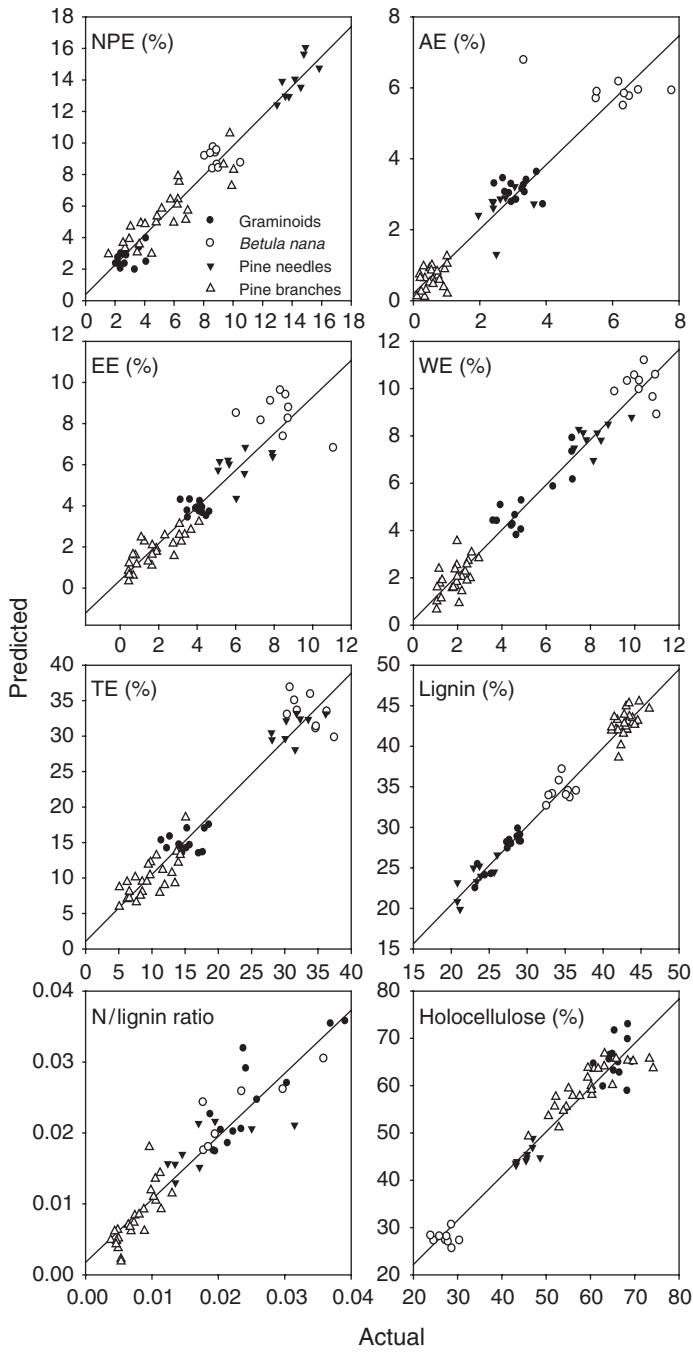 NPE (%)
18
16
14
12
10
8
6
4
2
0
0 2 4 6 8 10 12 14 16 18
Graminoids
Betula nana
Pine needles
Pine branches
AE (%)
8
6
4
2
0
0 2 4 6 8
EE (%)
12
10
8
6
4
2
0
0 2 4 6 8 10 12
WE (%)
12
10
8
6
4
2
0
0 2 4 6 8 10 12
TE (%)
40
35
30
25
20
15
10
5
0
0 5 10 15 20 25 30 35 40
Lignin (%)
50
45
40
35
30
25
20
15
15 20 25 30 35 40 45 50
N/lignin ratio
0.04
0.03
0.02
0.01
0.00
0.00 0.01 0.02 0.03 0.04
Holocellulose (%)
80
70
60
50
40
30
20
20 30 40 50 60 70 80
Predicted
Actual